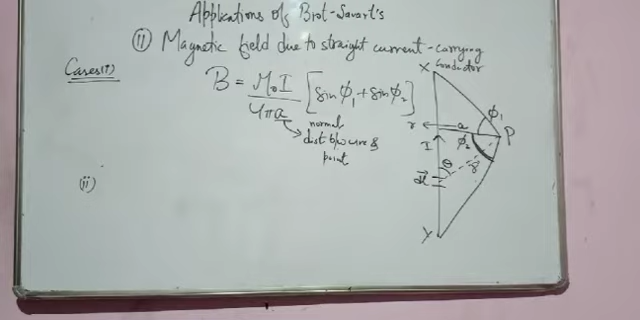 Applications of Biot-Savart's
(ii) Magnetic field due to straight current-carrying
conductor
Cases (i)
B = μ₀I / 4πa [sin φ₁ + sin φ₂]
normal
dist b/w wire &
point
(ii)
X
φ₁
a
P
φ₂
I
θ
dl
Y